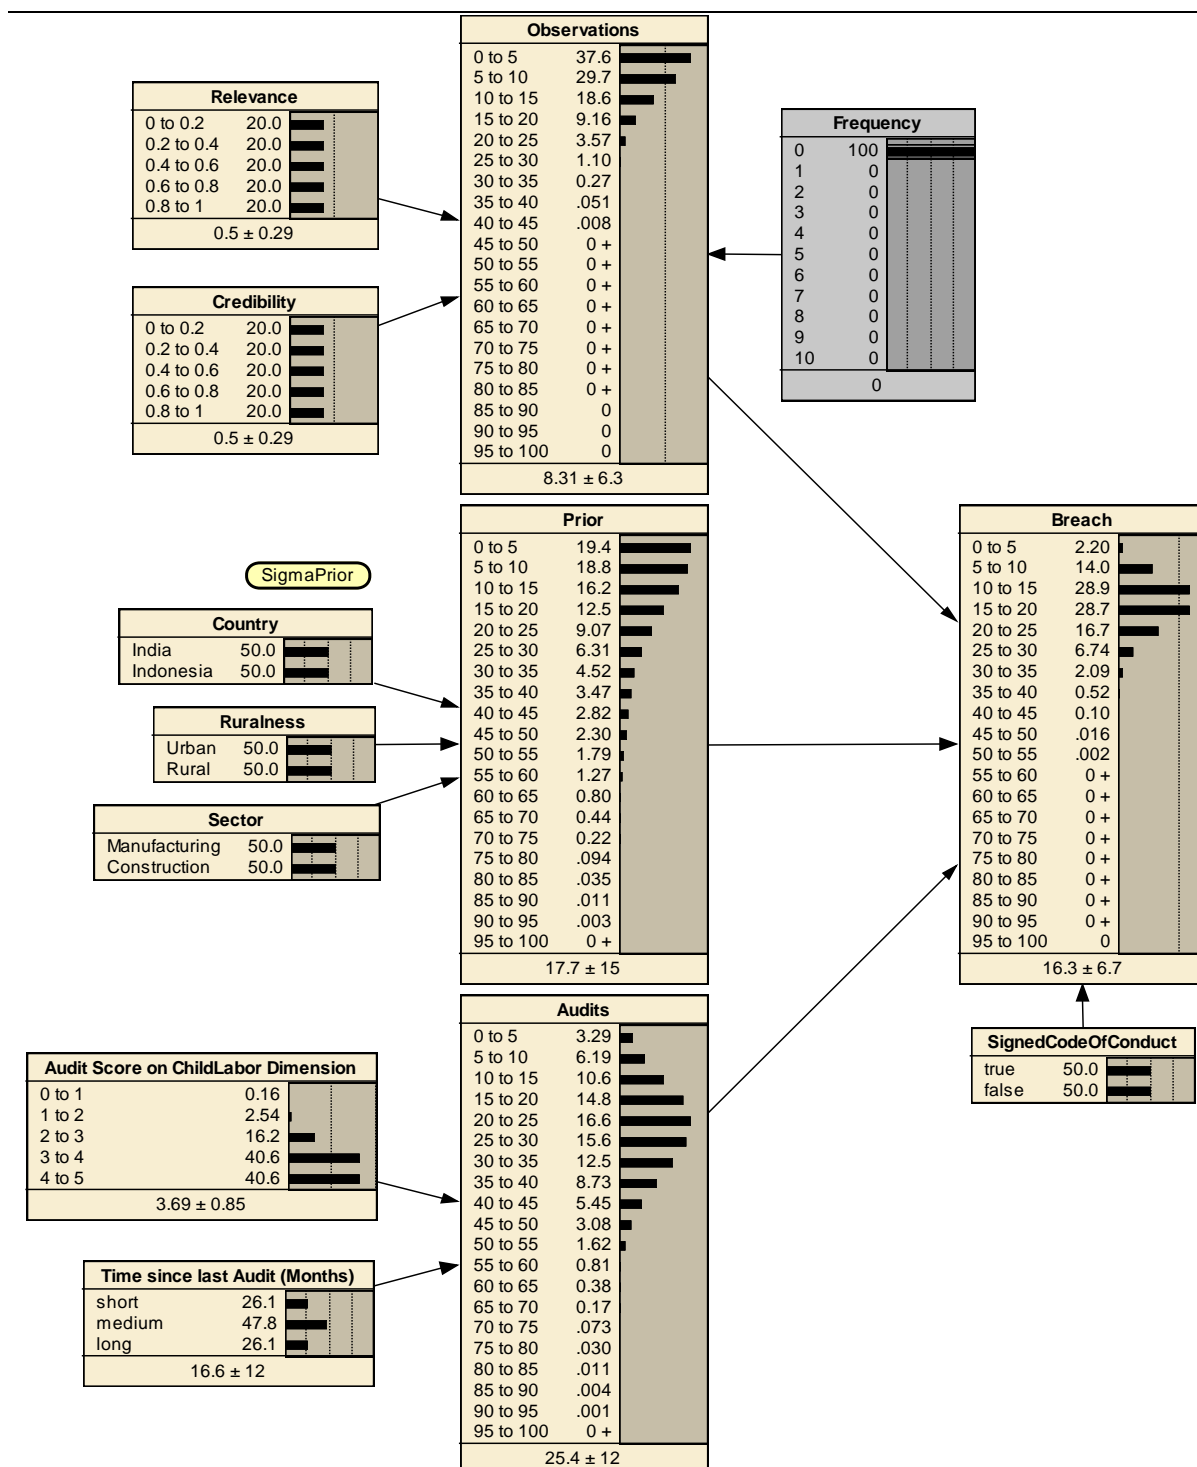 Observations
0 to 5 37.6
5 to 10 29.7
10 to 15 18.6
15 to 20 9.16
20 to 25 3.57
25 to 30 1.10
30 to 35 0.27
35 to 40 .051
40 to 45 .008
45 to 50 0 +
50 to 55 0 +
55 to 60 0 +
60 to 65 0 +
65 to 70 0 +
70 to 75 0 +
75 to 80 0 +
80 to 85 0 +
85 to 90 0
90 to 95 0
95 to 100 0
8.31 ± 6.3
Relevance
0 to 0.2 20.0
0.2 to 0.4 20.0
0.4 to 0.6 20.0
0.6 to 0.8 20.0
0.8 to 1 20.0
0.5 ± 0.29
Frequency
0 100
1 0
2 0
3 0
4 0
5 0
6 0
7 0
8 0
9 0
10 0
0
Credibility
0 to 0.2 20.0
0.2 to 0.4 20.0
0.4 to 0.6 20.0
0.6 to 0.8 20.0
0.8 to 1 20.0
0.5 ± 0.29
Prior
0 to 5 19.4
5 to 10 18.8
10 to 15 16.2
15 to 20 12.5
20 to 25 9.07
25 to 30 6.31
30 to 35 4.52
35 to 40 3.47
40 to 45 2.82
45 to 50 2.30
50 to 55 1.79
55 to 60 1.27
60 to 65 0.80
65 to 70 0.44
70 to 75 0.22
75 to 80 .094
80 to 85 .035
85 to 90 .011
90 to 95 .003
95 to 100 0 +
17.7 ± 15
Breach
0 to 5 2.20
5 to 10 14.0
10 to 15 28.9
15 to 20 28.7
20 to 25 16.7
25 to 30 6.74
30 to 35 2.09
35 to 40 0.52
40 to 45 0.10
45 to 50 .016
50 to 55 .002
55 to 60 0 +
60 to 65 0 +
65 to 70 0 +
70 to 75 0 +
75 to 80 0 +
80 to 85 0 +
85 to 90 0 +
90 to 95 0 +
95 to 100 0
16.3 ± 6.7
SigmaPrior
Country
India 50.0
Indonesia 50.0
Ruralness
Urban 50.0
Rural 50.0
Sector
Manufacturing 50.0
Construction 50.0
Audits
0 to 5 3.29
5 to 10 6.19
10 to 15 10.6
15 to 20 14.8
20 to 25 16.6
25 to 30 15.6
30 to 35 12.5
35 to 40 8.73
40 to 45 5.45
45 to 50 3.08
50 to 55 1.62
55 to 60 0.81
60 to 65 0.38
65 to 70 0.17
70 to 75 .073
75 to 80 .030
80 to 85 .011
85 to 90 .004
90 to 95 .001
95 to 100 0 +
25.4 ± 12
SignedCodeOfConduct
true 50.0
false 50.0
Audit Score on ChildLabor Dimension
0 to 1 0.16
1 to 2 2.54
2 to 3 16.2
3 to 4 40.6
4 to 5 40.6
3.69 ± 0.85
Time since last Audit (Months)
short 26.1
medium 47.8
long 26.1
16.6 ± 12